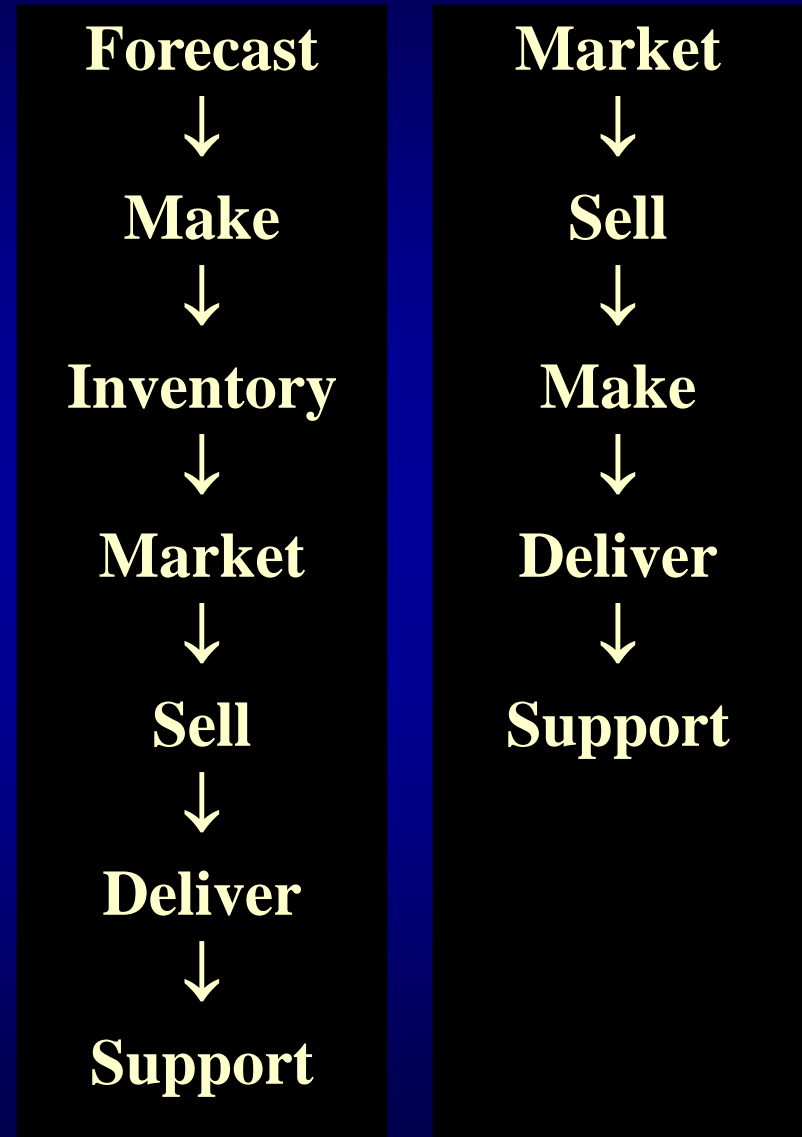 Forecast
↓
Make
↓
Inventory
↓
Market
↓
Sell
↓
Deliver
↓
Support
Market
↓
Sell
↓
Make
↓
Deliver
↓
Support